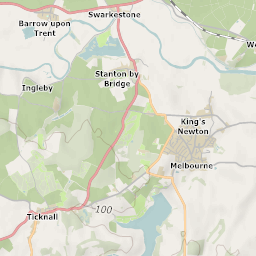 Swarkestone
Barrow upon
Trent
We
Stanton by
Bridge
Ingleby
King's
Newton
Melbourne
100
Ticknall